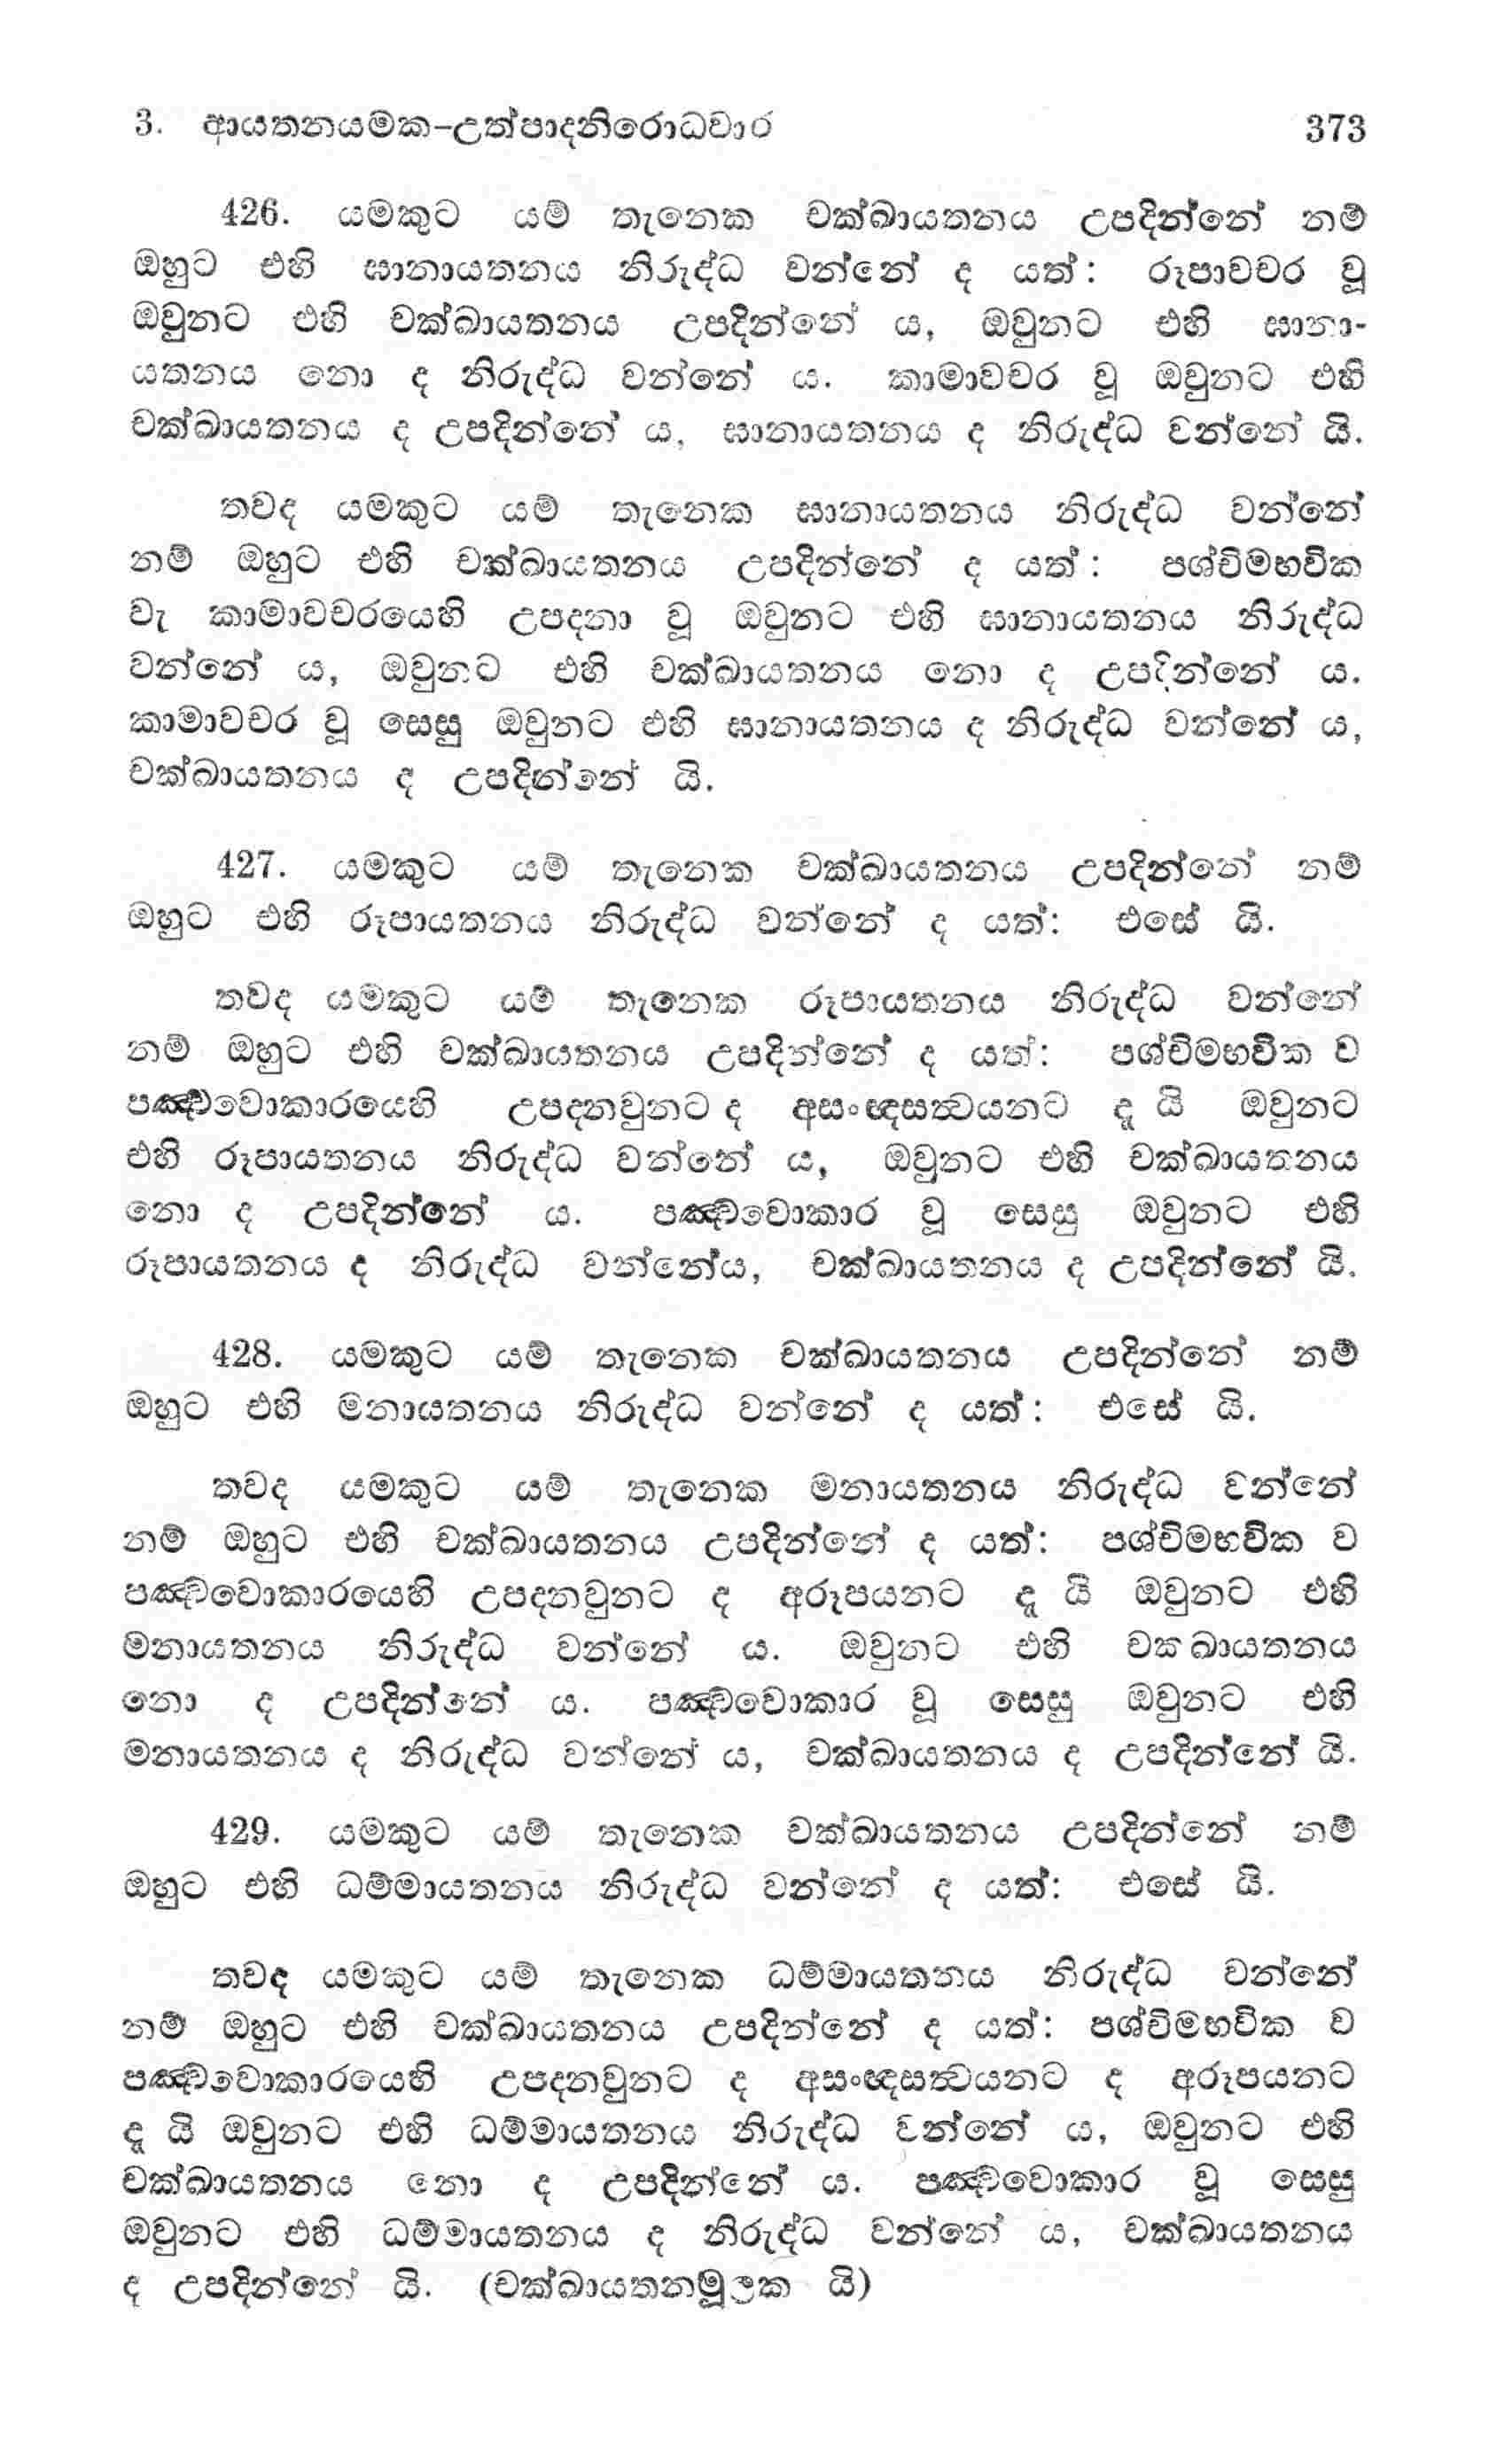 3. ආයතනයමක-උත්පාදනිරොධවාර 373
426. යමකුට යම් තැනෙක චක්ඛායතනය උපදින්නේ නම්
ඔහුට එහි ඝානායතනය නිරුද්ධ වන්නේ ද යත්: රූපාවචර වූ
ඔවුනට එහි චක්ඛායතනය උපදින්නේ ය, ඔවුනට එහි ඝානා-
යතනය නො ද නිරුද්ධ වන්නේ ය. කාමාවචර වූ ඔවුනට එහි
චක්ඛායතනය ද උපදින්නේ ය, ඝානායතනය ද නිරුද්ධ වන්නේ යි.
තවද යමකුට යම් තැනෙක ඝානායතනය නිරුද්ධ වන්නේ
නම් ඔහුට එහි චක්ඛායතනය උපදින්නේ ද යත්: පශ්චිමභවික
වැ කාමාවචරයෙහි උපදනා වූ ඔවුනට එහි ඝානායතනය නිරුද්ධ
වන්නේ ය, ඔවුනට එහි චක්ඛායතනය නො ද උපදින්නේ ය.
කාමාවචර වූ සෙසු ඔවුනට එහි ඝානායතනය ද නිරුද්ධ වන්නේ ය,
චක්ඛායතනය ද උපදින්නේ යි.
427. යමකුට යම් තැනෙක චක්ඛායතනය උපදින්නේ නම්
ඔහුට එහි රූපායතනය නිරුද්ධ වන්නේ ද යත්: එසේ යි.
තවද යමකුට යම් තැනෙක රූපායතනය නිරුද්ධ වන්නේ
නම් ඔහුට එහි චක්ඛායතනය උපදින්නේ ද යත්: පශ්චිමභවික ව
පඤ්චවොකාරයෙහි උපදනවුනට ද අසංඥසත්වයනට දැ යි ඔවුනට
එහි රූපායතනය නිරුද්ධ වන්නේ ය, ඔවුනට එහි චක්ඛායතනය
නො ද උපදින්නේ ය. පඤ්චවොකාර වූ සෙසු ඔවුනට එහි
රූපායතනය ද නිරුද්ධ වන්නේය, චක්ඛායතනය ද උපදින්නේ යි.
428. යමකුට යම් තැනෙක චක්ඛායතනය උපදින්නේ නම්
ඔහුට එහි මනායතනය නිරුද්ධ වන්නේ ද යත්: එසේ යි.
තවද යමකුට යම් තැනෙක මනායතනය නිරුද්ධ වන්නේ
නම් ඔහුට එහි චක්ඛායතනය උපදින්නේ ද යත්: පශ්චිමභවික ව
පඤ්චවොකාරයෙහි උපදනවුනට ද අරූපයනට දැ යි ඔවුනට එහි
මනායතනය නිරුද්ධ වන්නේ ය. ඔවුනට එහි චක්ඛායතනය
නො ද උපදින්නේ ය. පඤ්චවොකාර වූ සෙසු ඔවුනට එහි
මනායතනය ද නිරුද්ධ වන්නේ ය, චක්ඛායතනය ද උපදින්නේ යි.
429. යමකුට යම් තැනෙක චක්ඛායතනය උපදින්නේ නම්
ඔහුට එහි ධම්මායතනය නිරුද්ධ වන්නේ ද යත්: එසේ යි.
තවද යමකුට යම් තැනෙක ධම්මායතනය නිරුද්ධ වන්නේ
නම් ඔහුට එහි චක්ඛායතනය උපදින්නේ ද යත්: පශ්චිමභවික ව
පඤ්චවොකාරයෙහි උපදනවුනට ද අසංඥසත්වයනට ද අරූපයනට
දැ යි ඔවුනට එහි ධම්මායතනය නිරුද්ධ වන්නේ ය, ඔවුනට එහි
චක්ඛායතනය නො ද උපදින්නේ ය. පඤ්චවොකාර වූ සෙසු
ඔවුනට එහි ධම්මායතනය ද නිරුද්ධ වන්නේ ය, චක්ඛායතනය
ද උපදින්නේ යි. (චක්ඛායතනමූලක යි)